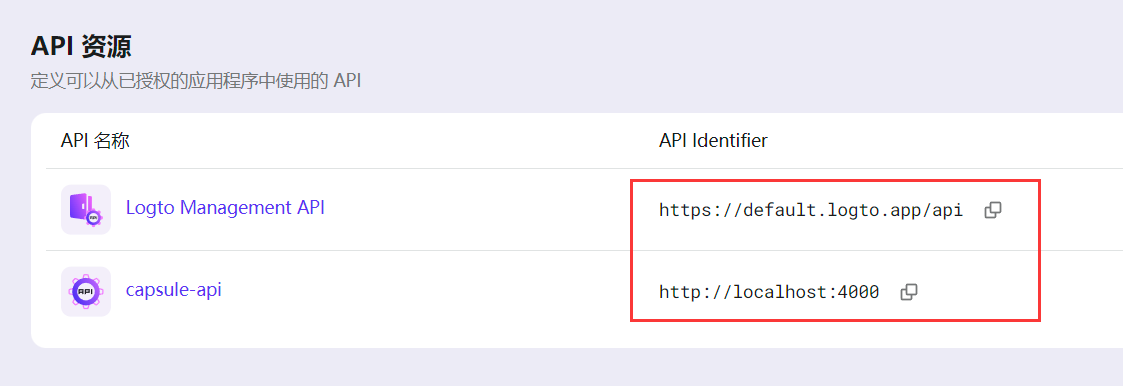 API 资源
定义可以从已授权的应用程序中使用的 API
API 名称 API Identifier
Logto Management API https://default.logto.app/api
API capsule-api http://localhost:4000